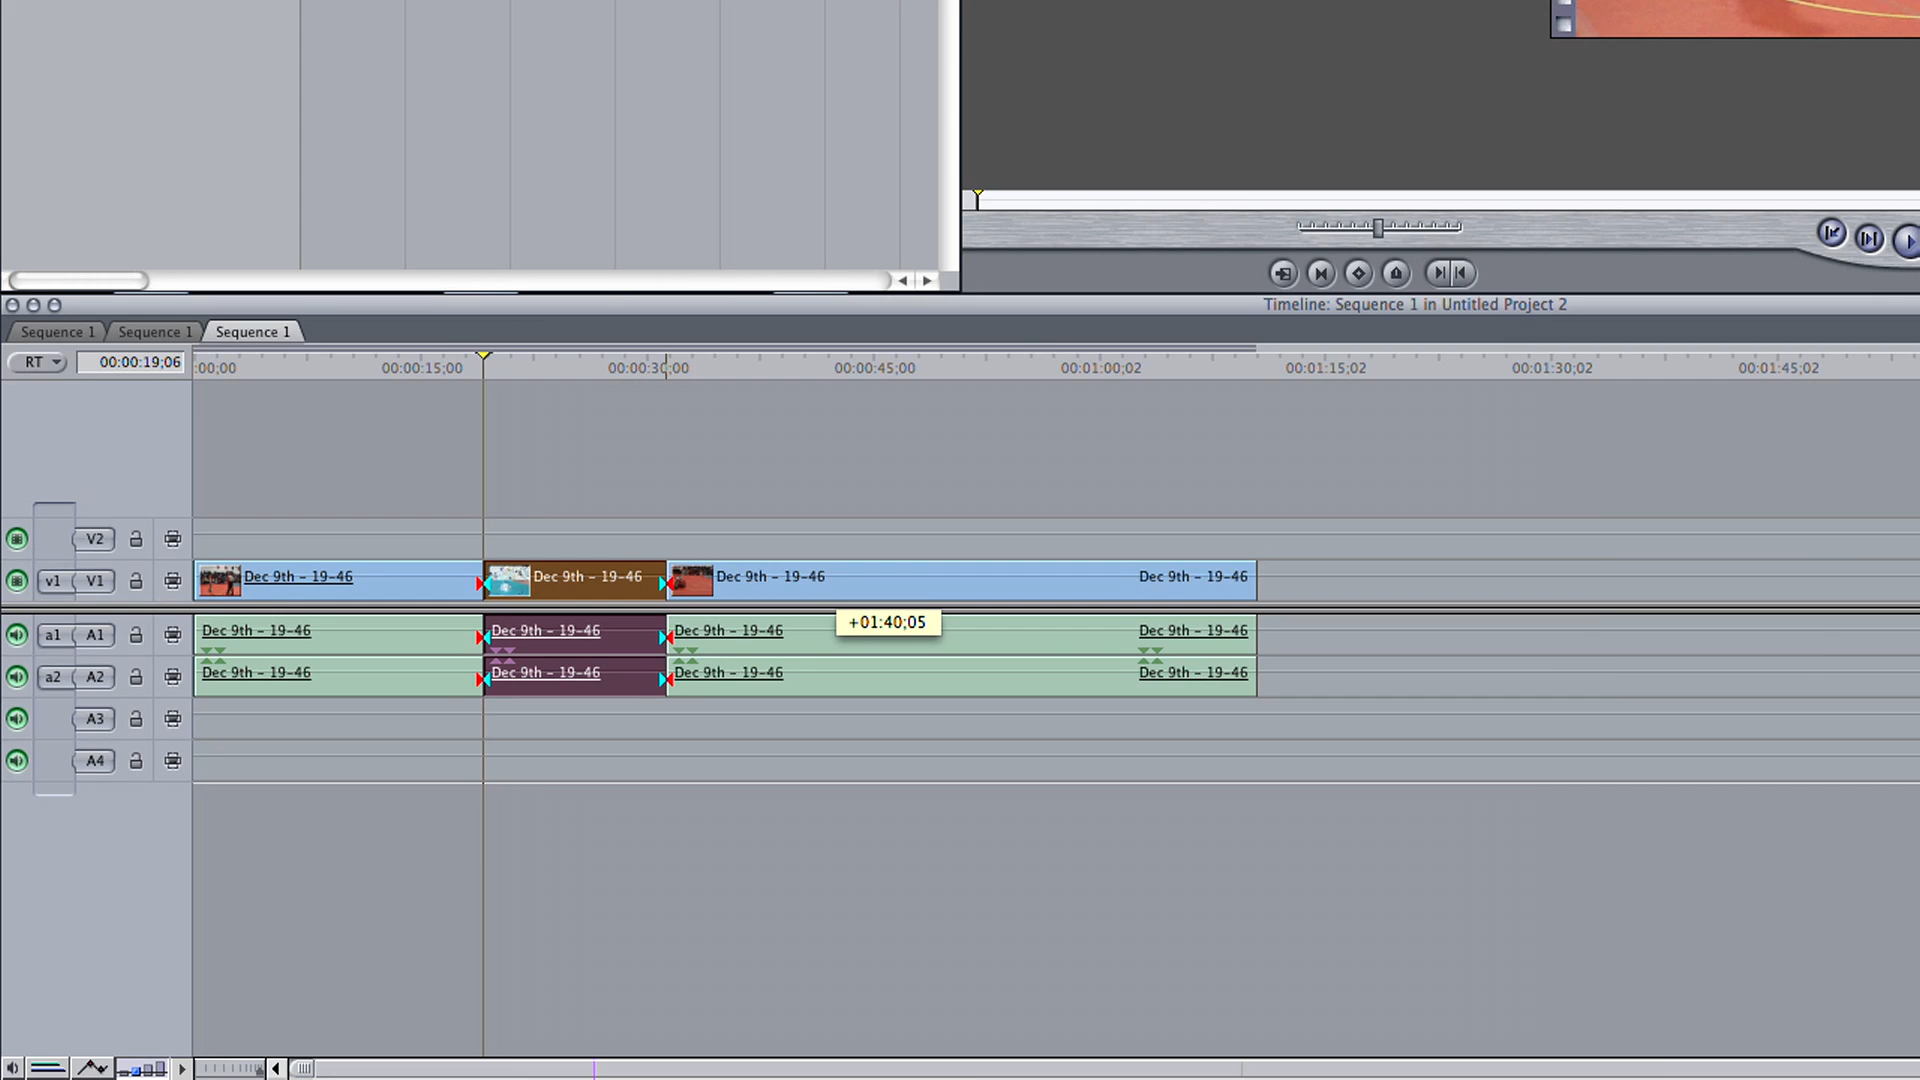 Timeline: Sequence 1 in Untitled Project 2
Sequence 1 Sequence 1 Sequence 1
RT 00:00:19;06 :00;00 00:00:15;00 00:00:30;00 00:00:45;00 00:01:00;02 00:01:15;02 00:01:30;02 00:01:45;02
V2
v1 V1 Dec 9th - 19-46 Dec 9th - 19-46 Dec 9th - 19-46 Dec 9th - 19-46
+01:40;05
a1 A1 Dec 9th - 19-46 Dec 9th - 19-46 Dec 9th - 19-46 Dec 9th - 19-46
a2 A2 Dec 9th - 19-46 Dec 9th - 19-46 Dec 9th - 19-46 Dec 9th - 19-46
A3
A4